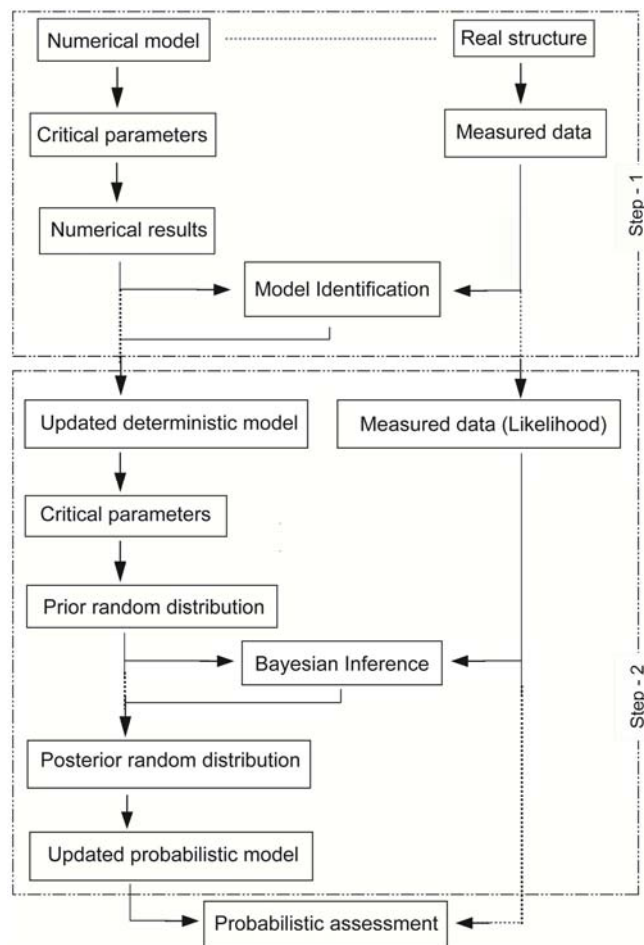 Numerical model
Real structure
Critical parameters
Measured data
Numerical results
Model Identification
Step - 1
Updated deterministic model
Measured data (Likelihood)
Critical parameters
Prior random distribution
Bayesian Inference
Step - 2
Posterior random distribution
Updated probabilistic model
Probabilistic assessment